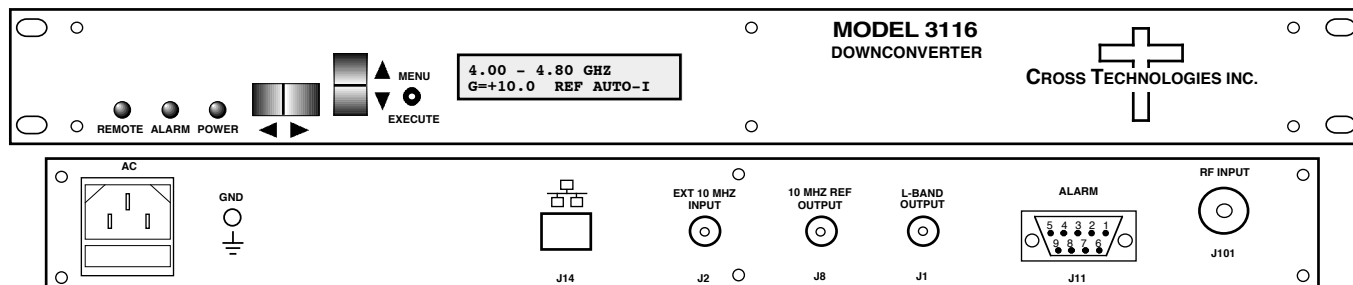 MODEL 3116
DOWNCONVERTER
CROSS TECHNOLOGIES INC.
4.00 - 4.80 GHZ
G=+10.0 REF AUTO-I
MENU
EXECUTE
REMOTE ALARM POWER
AC
GND
J14
EXT 10 MHZ
INPUT
J2
10 MHZ REF
OUTPUT
J8
L-BAND
OUTPUT
J1
ALARM
5 4 3 2 1
9 8 7 6
J11
RF INPUT
J101